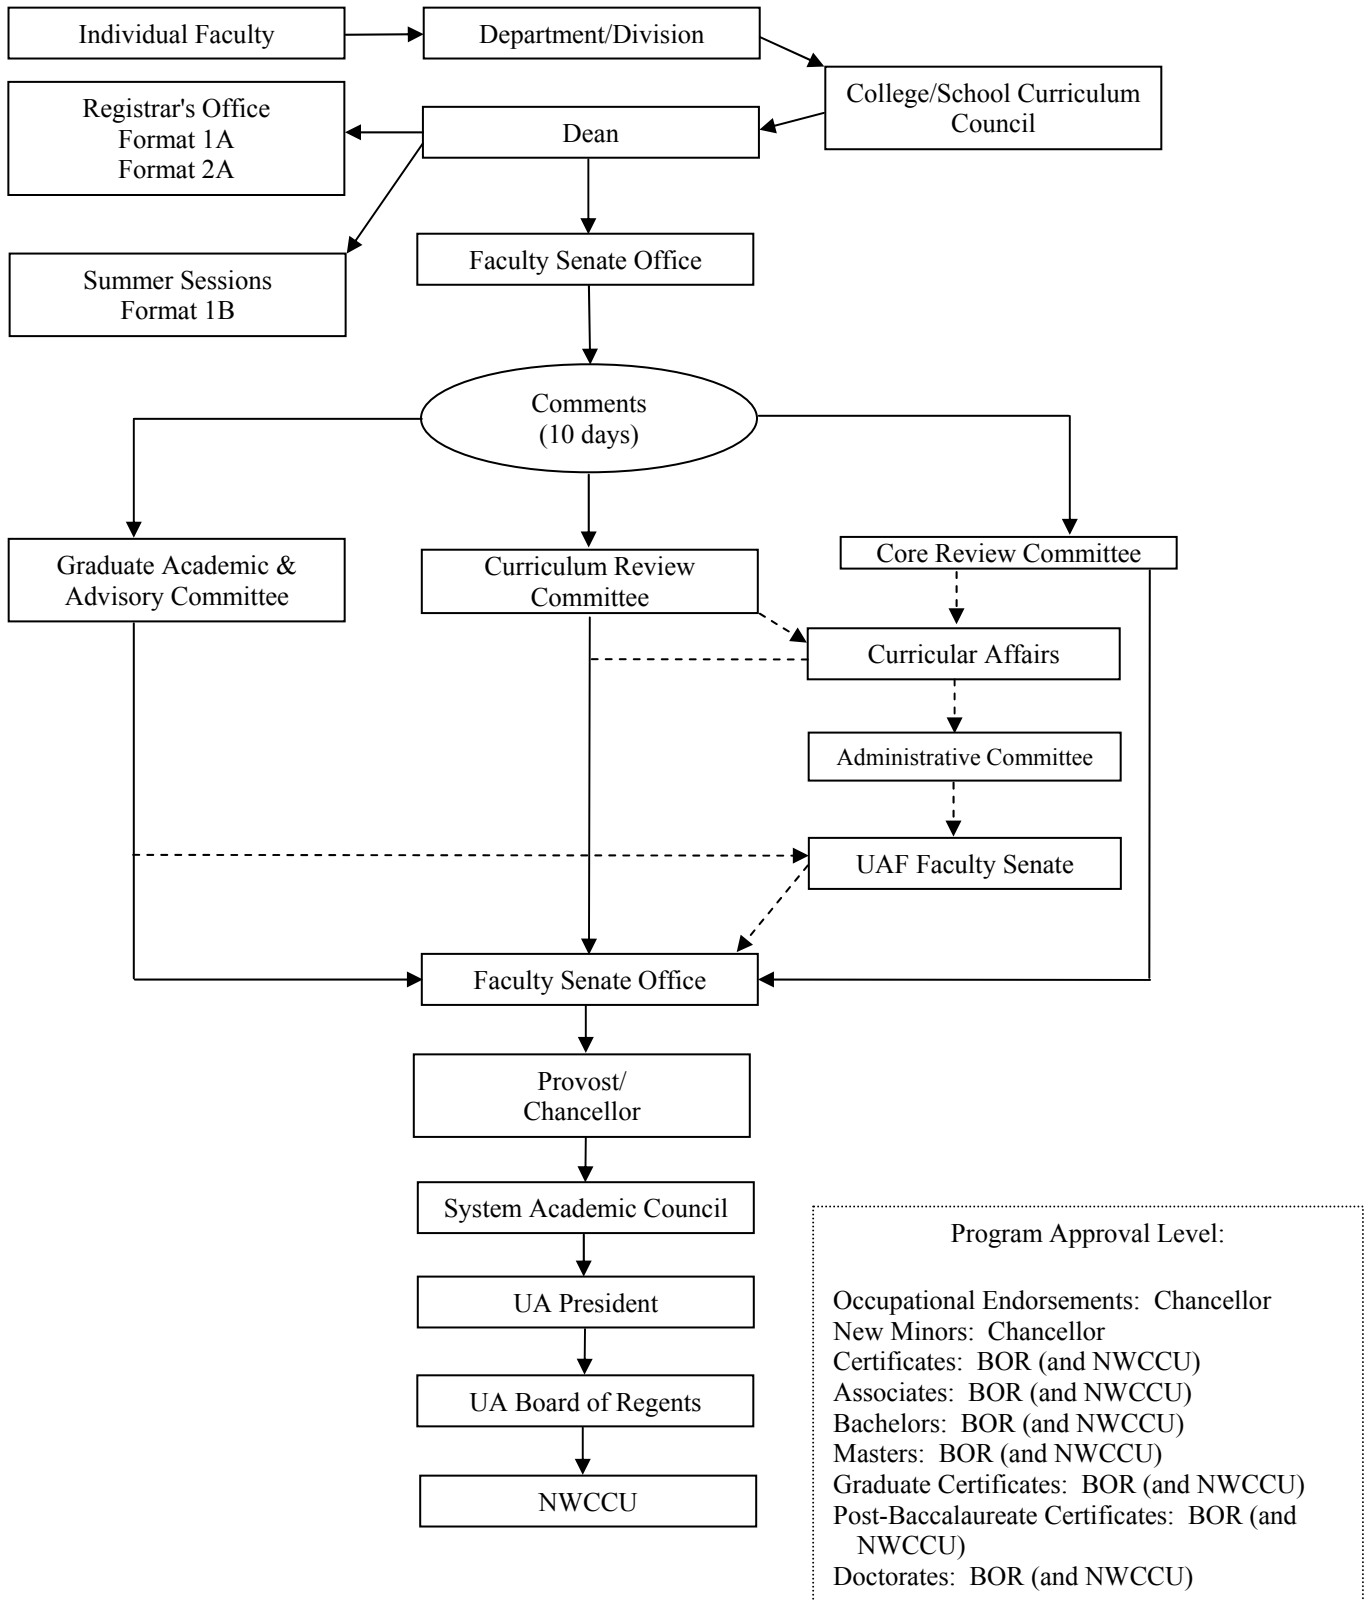 Individual Faculty
Department/Division
College/School Curriculum
Council
Registrar's Office
Format 1A
Format 2A
Dean
Summer Sessions
Format 1B
Faculty Senate Office
Comments
(10 days)
Graduate Academic &
Advisory Committee
Curriculum Review
Committee
Core Review Committee
Curricular Affairs
Administrative Committee
UAF Faculty Senate
Faculty Senate Office
Provost/
Chancellor
System Academic Council
UA President
UA Board of Regents
NWCCU
Program Approval Level:
Occupational Endorsements: Chancellor
New Minors: Chancellor
Certificates: BOR (and NWCCU)
Associates: BOR (and NWCCU)
Bachelors: BOR (and NWCCU)
Masters: BOR (and NWCCU)
Graduate Certificates: BOR (and NWCCU)
Post-Baccalaureate Certificates: BOR (and
NWCCU)
Doctorates: BOR (and NWCCU)